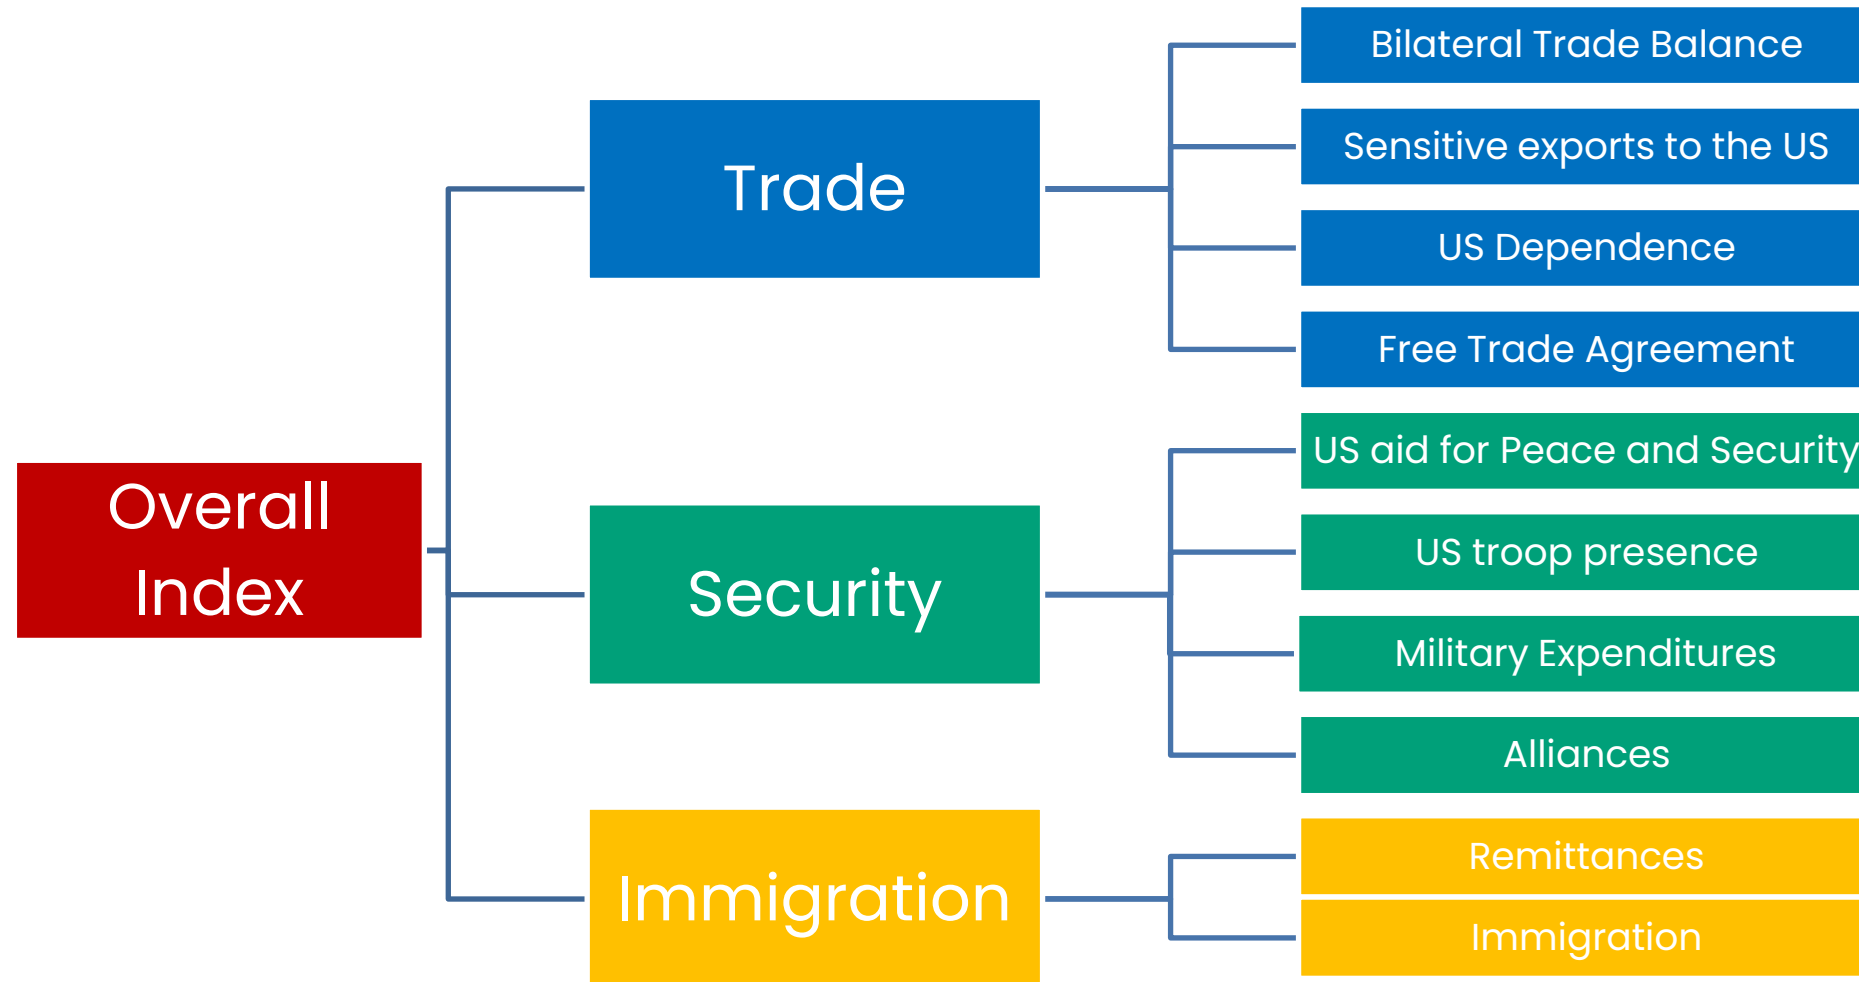 Overall
Index
Trade
Bilateral Trade Balance
Sensitive exports to the US
US Dependence
Free Trade Agreement
Security
US aid for Peace and Security
US troop presence
Military Expenditures
Alliances
Immigration
Remittances
Immigration